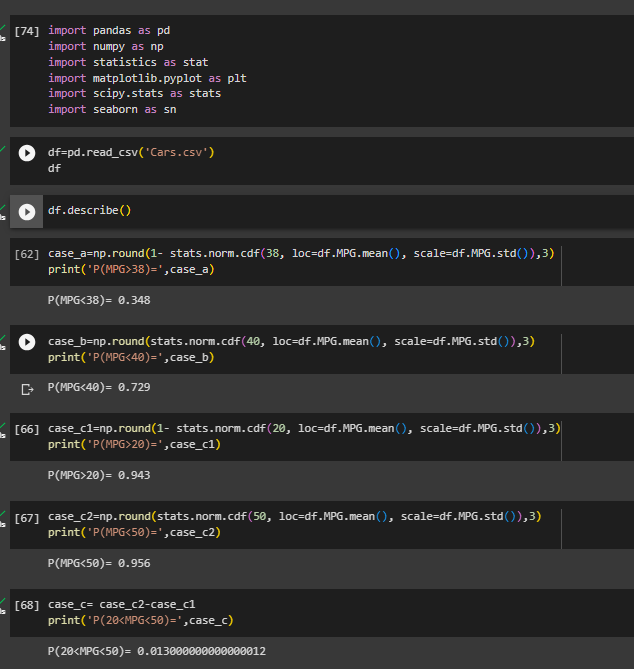 [74] import pandas as pd
import numpy as np
import statistics as stat
import matplotlib.pyplot as plt
import scipy.stats as stats
import seaborn as sn
df=pd.read_csv('Cars.csv')
df
df.describe()
[62] case_a=np.round(1- stats.norm.cdf(38, loc=df.MPG.mean(), scale=df.MPG.std()),3)
print('P(MPG>38)=',case_a)
P(MPG<38)= 0.348
case_b=np.round(stats.norm.cdf(40, loc=df.MPG.mean(), scale=df.MPG.std()),3)
print('P(MPG<40)=',case_b)
P(MPG<40)= 0.729
[66] case_c1=np.round(1- stats.norm.cdf(20, loc=df.MPG.mean(), scale=df.MPG.std()),3)
print('P(MPG>20)=',case_c1)
P(MPG>20)= 0.943
[67] case_c2=np.round(stats.norm.cdf(50, loc=df.MPG.mean(), scale=df.MPG.std()),3)
print('P(MPG<50)=',case_c2)
P(MPG<50)= 0.956
[68] case_c= case_c2-case_c1
print('P(20<MPG<50)=',case_c)
P(20<MPG<50)= 0.013000000000000012